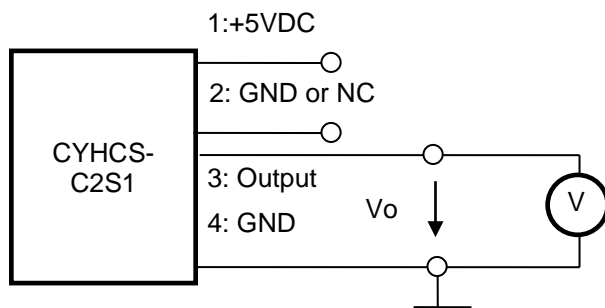 1:+5VDC
2: GND or NC
CYHCS-
C2S1
3: Output
4: GND
Vo
V